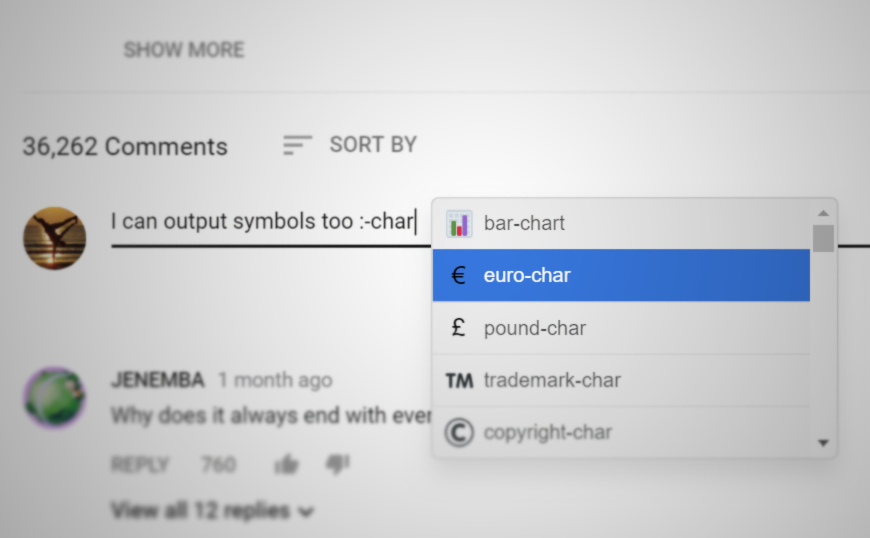 SHOW MORE
36,262 Comments SORT BY
I can output symbols too :-char
bar-chart
€ euro-char
£ pound-char
TM trademark-char
© copyright-char
JENEMBA 1 month ago
Why does it always end with
REPLY 760
View all 12 replies